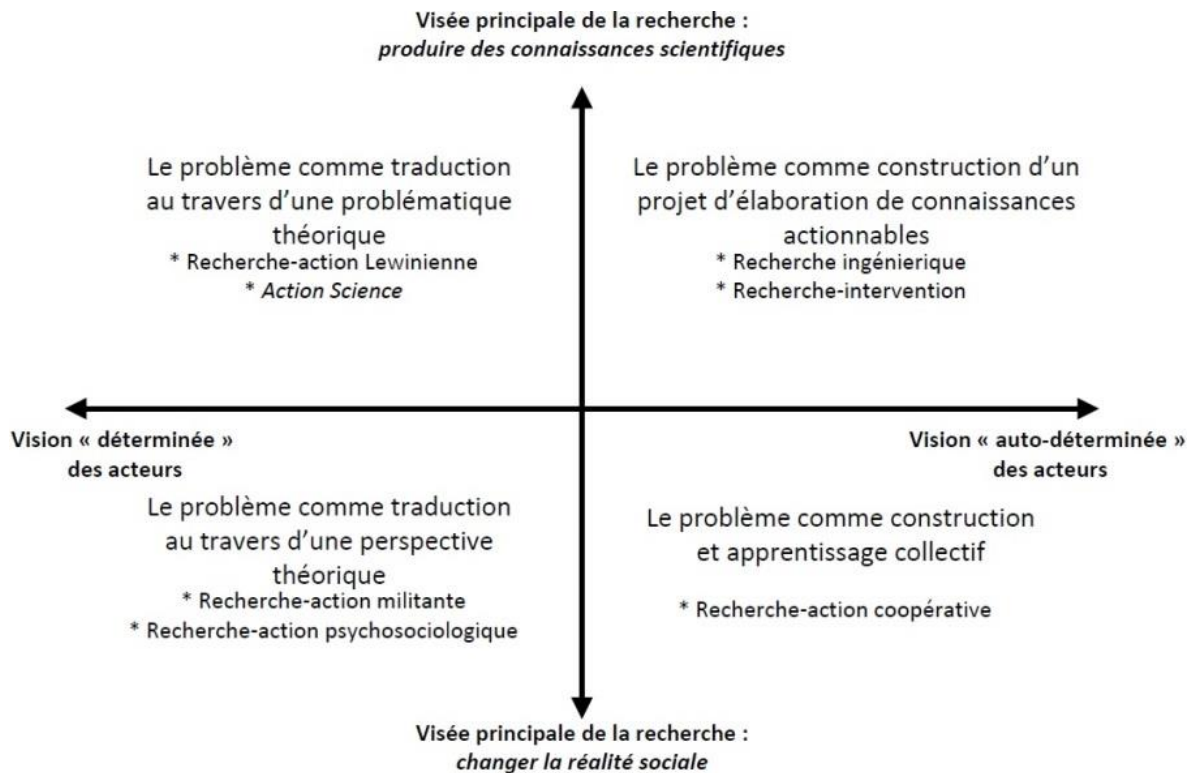 Visée principale de la recherche :
produire des connaissances scientifiques
Le problème comme traduction
au travers d'une problématique
théorique
* Recherche-action Lewinienne
* Action Science
Le problème comme construction d'un
projet d'élaboration de connaissances
actionnables
* Recherche ingénierique
* Recherche-intervention
Vision « déterminée »
des acteurs
Vision « auto-déterminée »
des acteurs
Le problème comme traduction
au travers d'une perspective
théorique
* Recherche-action militante
* Recherche-action psychosociologique
Le problème comme construction
et apprentissage collectif
* Recherche-action coopérative
Visée principale de la recherche :
changer la réalité sociale